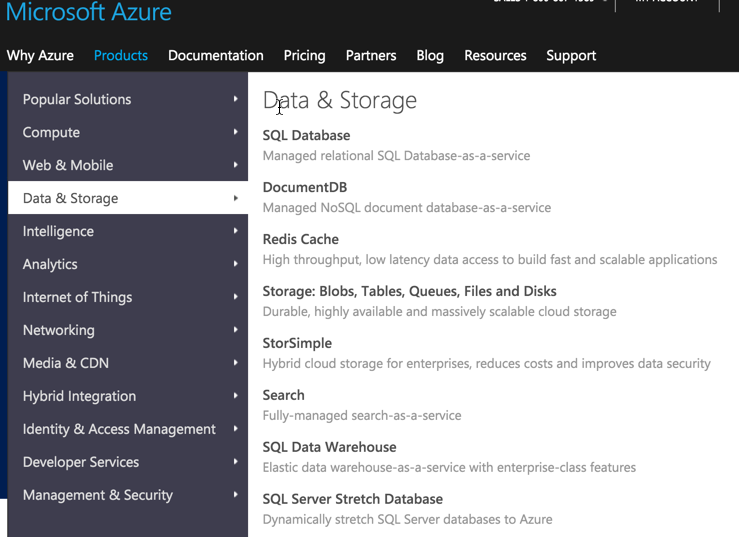 Microsoft Azure
Why Azure Products Documentation Pricing Partners Blog Resources Support
Popular Solutions
Compute
Web & Mobile
Data & Storage
Intelligence
Analytics
Internet of Things
Networking
Media & CDN
Hybrid Integration
Identity & Access Management
Developer Services
Management & Security
Data & Storage
SQL Database
Managed relational SQL Database-as-a-service
DocumentDB
Managed NoSQL document database-as-a-service
Redis Cache
High throughput, low latency data access to build fast and scalable applications
Storage: Blobs, Tables, Queues, Files and Disks
Durable, highly available and massively scalable cloud storage
StorSimple
Hybrid cloud storage for enterprises, reduces costs and improves data security
Search
Fully-managed search-as-a-service
SQL Data Warehouse
Elastic data warehouse-as-a-service with enterprise-class features
SQL Server Stretch Database
Dynamically stretch SQL Server databases to Azure